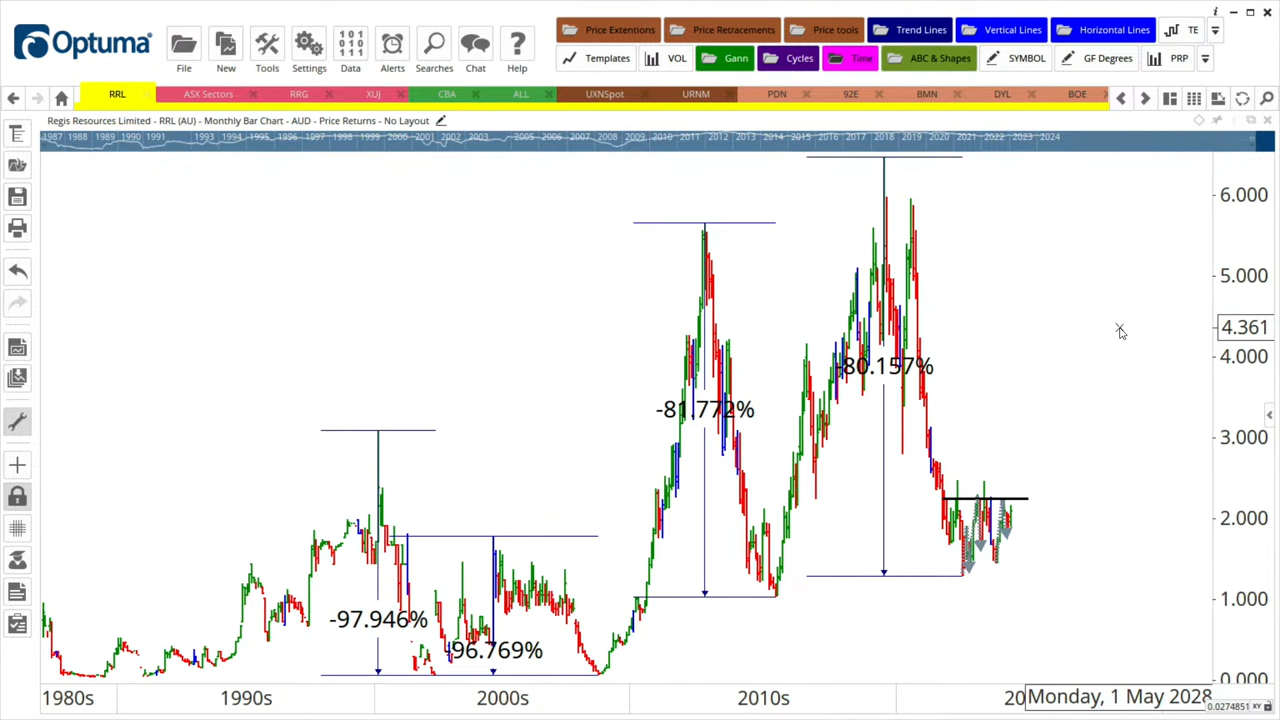 Optuma
File
New
Tools
Settings
Data
Alerts
Searches
Chat
Help
Price Extentions
Price Retracements
Price tools
Trend Lines
Vertical Lines
Horizontal Lines
TE
Templates
VOL
Gann
Cycles
Time
ABC & Shapes
SYMBOL
GF Degrees
PRP
RRL
ASX Sectors
RRG
XUJ
CBA
ALL
UXNSpot
URNM
PDN
92E
BMN
DYL
BOE
Regis Resources Limited - RRL (AU) - Monthly Bar Chart - AUD - Price Returns - No Layout
1987 1988 1989 1990 1991 1993 1994 1995 1996 1997 1998 1999 2000 2001 2002 2003 2005 2006 2007 2008 2009 2010 2011 2012 2013 2014 2015 2016 2017 2018 2019 2020 2021 2022 2023 2024
6.000
5.000
4.361
4.000
3.000
2.000
1.000
0.000
-80.157%
-81.772%
-97.946%
-96.769%
1980s 1990s 2000s 2010s 20
Monday, 1 May 2028
0.0274851 XY